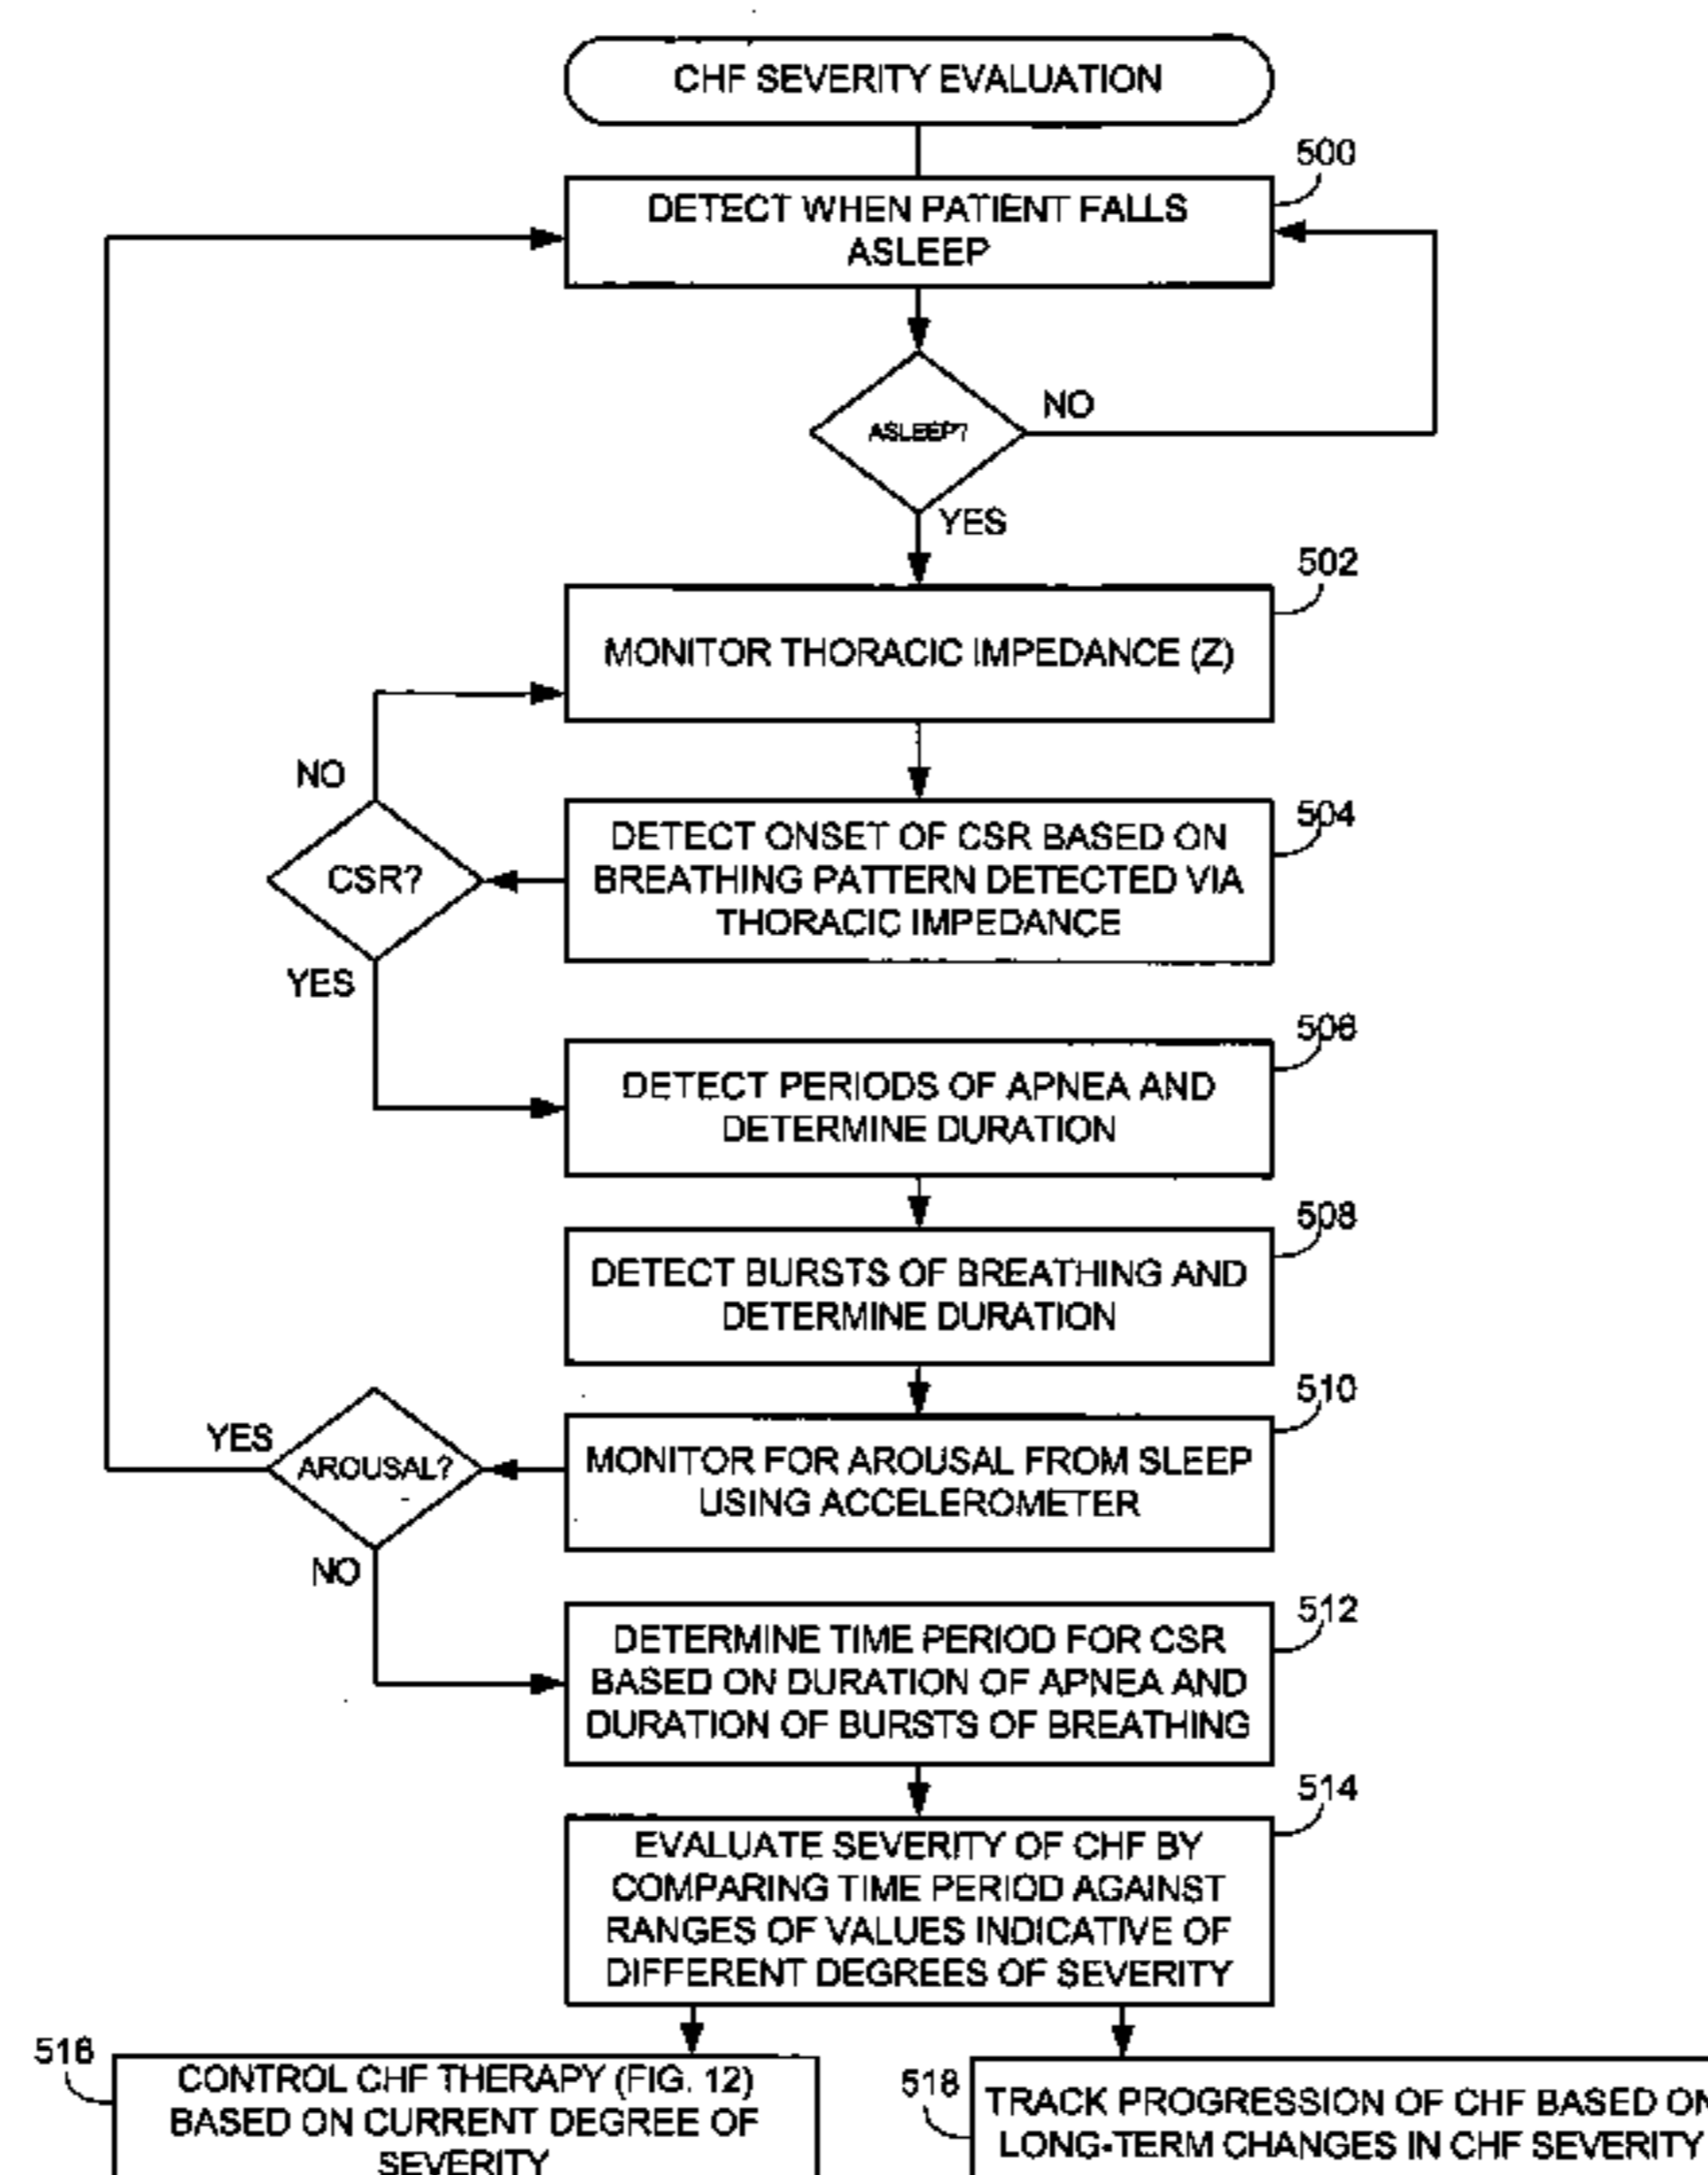 CHF SEVERITY EVALUATION
500
DETECT WHEN PATIENT FALLS
ASLEEP
ASLEEP?
NO
YES
502
MONITOR THORACIC IMPEDANCE (Z)
NO
504
DETECT ONSET OF CSR BASED ON
BREATHING PATTERN DETECTED VIA
THORACIC IMPEDANCE
CSR?
YES
506
DETECT PERIODS OF APNEA AND
DETERMINE DURATION
508
DETECT BURSTS OF BREATHING AND
DETERMINE DURATION
510
MONITOR FOR AROUSAL FROM SLEEP
USING ACCELEROMETER
YES
AROUSAL?
NO
512
DETERMINE TIME PERIOD FOR CSR
BASED ON DURATION OF APNEA AND
DURATION OF BURSTS OF BREATHING
514
EVALUATE SEVERITY OF CHF BY
COMPARING TIME PERIOD AGAINST
RANGES OF VALUES INDICATIVE OF
DIFFERENT DEGREES OF SEVERITY
516
CONTROL CHF THERAPY (FIG. 12)
BASED ON CURRENT DEGREE OF
SEVERITY
518
TRACK PROGRESSION OF CHF BASED ON
LONG-TERM CHANGES IN CHF SEVERITY